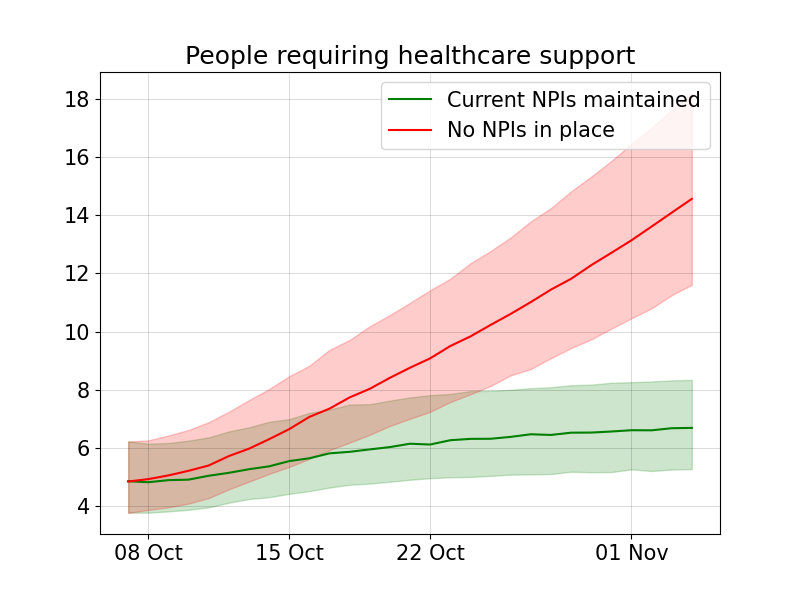 People requiring healthcare support
Current NPIs maintained
No NPIs in place
18
16
14
12
10
8
6
4
08 Oct
15 Oct
22 Oct
01 Nov